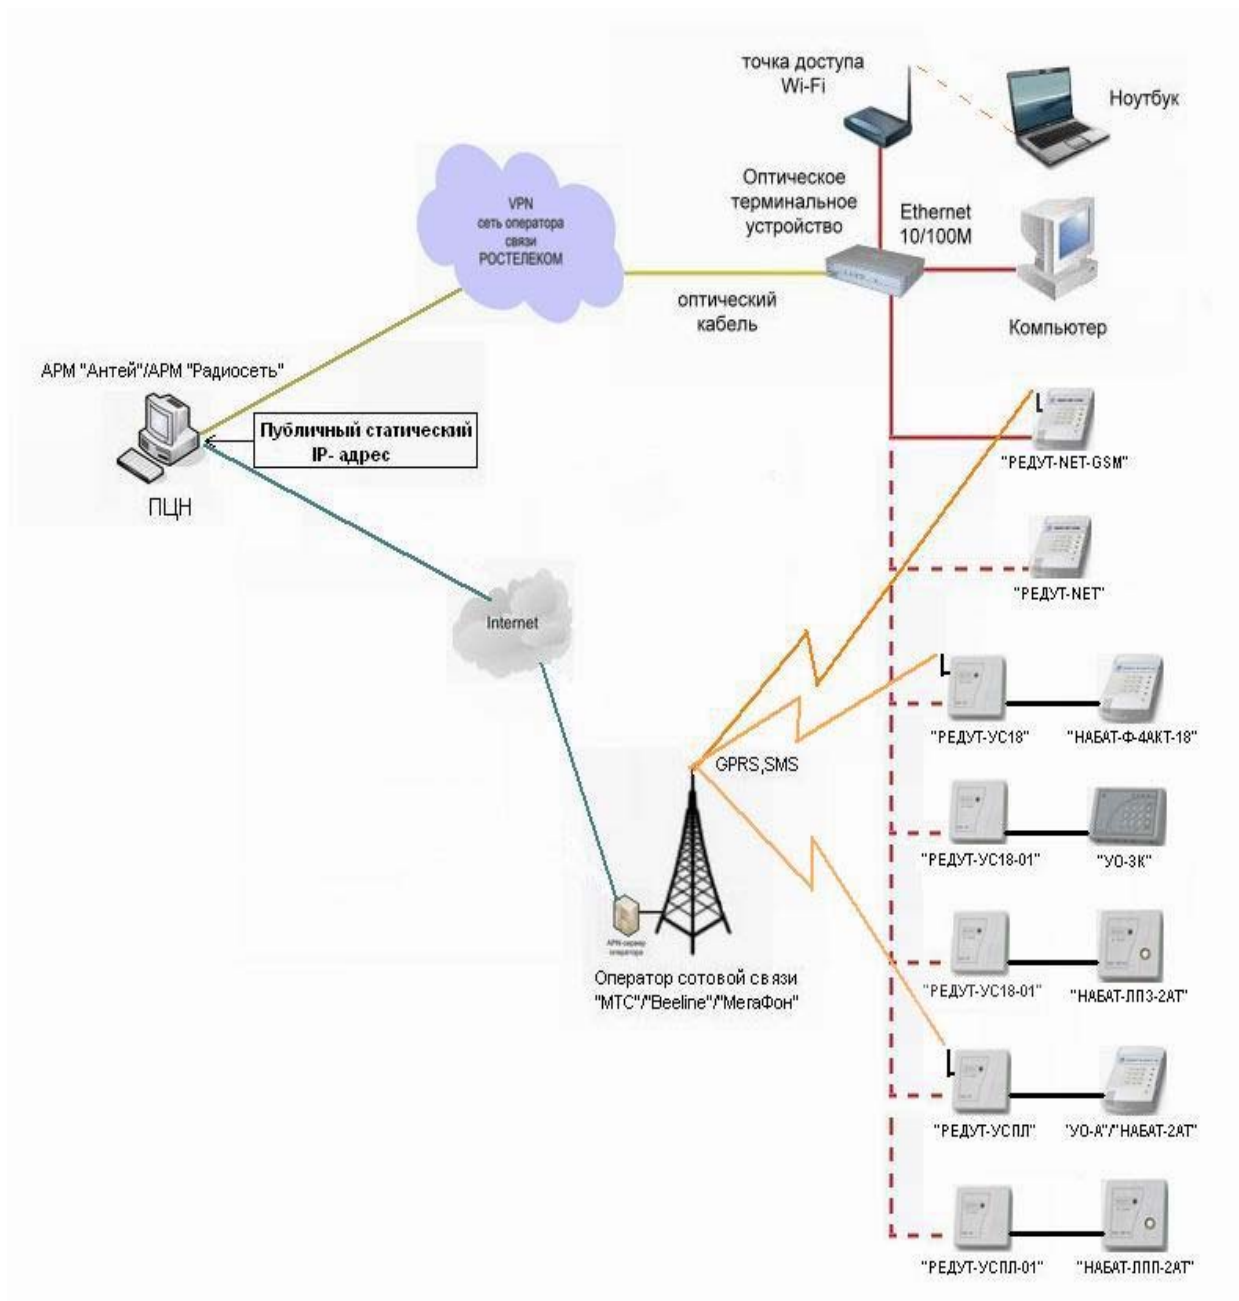 точка доступа
Wi-Fi
Ноутбук
Оптическое
терминальное
устройство
Ethernet
10/100M
VPN
сеть оператора
связи
РОСТЕЛЕКОМ
оптический
кабель
Компьютер
АРМ "Антей"/АРМ "Радиосеть"
Публичный статический
IP- адрес
ПЦН
"РЕДУТ-NET-GSM"
"РЕДУТ-NET"
Internet
"РЕДУТ-УС18"
"НАБАТ-Ф-4АКТ-18"
GPRS,SMS
"РЕДУТ-УС18-01"
"УО-3К"
APN-сервер
оператора
Оператор сотовой связи
"МТС"/"Beeline"/"МегаФон"
"РЕДУТ-УС18-01"
"НАБАТ-ЛПЗ-2АТ"
"РЕДУТ-УСПЛ"
"УО-А"/"НАБАТ-2АТ"
"РЕДУТ-УСПЛ-01"
"НАБАТ-ЛПП-2АТ"